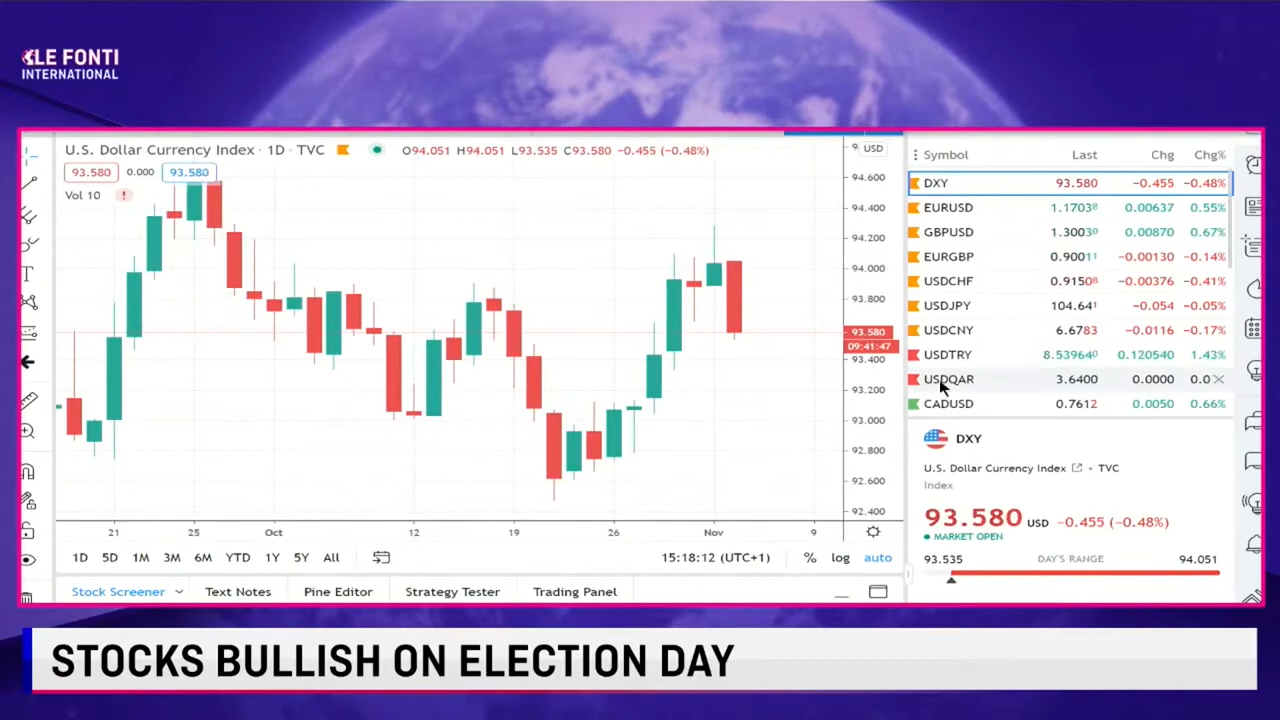 LE FONTI
INTERNATIONAL
U.S. Dollar Currency Index · 1D · TVC O94.051 H94.051 L93.535 C93.580 −0.455 (−0.48%)
USD
93.580 0.000 93.580
Vol 10 !
94.600
94.400
94.200
94.000
93.800
93.580
09:41:47
93.400
93.200
93.000
92.800
92.600
92.400
21 25 Oct 12 19 26 Nov 9
1D 5D 1M 3M 6M YTD 1Y 5Y All 15:18:12 (UTC+1) % log auto
Stock Screener Text Notes Pine Editor Strategy Tester Trading Panel
Symbol Last Chg Chg%
DXY 93.580 −0.455 −0.48%
EURUSD 1.17038 0.00637 0.55%
GBPUSD 1.30030 0.00870 0.67%
EURGBP 0.90011 −0.00130 −0.14%
USDCHF 0.91508 −0.00376 −0.41%
USDJPY 104.641 −0.054 −0.05%
USDCNY 6.6783 −0.0116 −0.17%
USDTRY 8.539640 0.120540 1.43%
USDQAR 3.6400 0.0000 0.0
CADUSD 0.7612 0.0050 0.66%
DXY
U.S. Dollar Currency Index • TVC
Index
93.580 USD −0.455 (−0.48%)
MARKET OPEN
93.535 DAY'S RANGE 94.051
STOCKS BULLISH ON ELECTION DAY